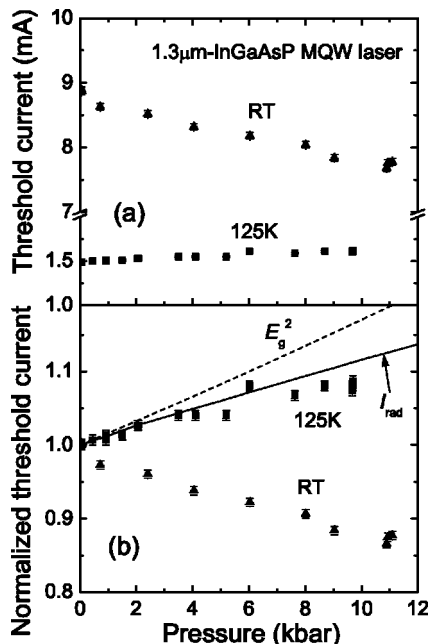 10
1.3μm-InGaAsP MQW laser
9
RT
8
7
Threshold current (mA)
(a)
125K
1.5
1.0
E_g^2
1.1
125K
I_rad
1.0
RT
0.9
(b)
0.8
Normalized threshold current
0 2 4 6 8 10 12
Pressure (kbar)